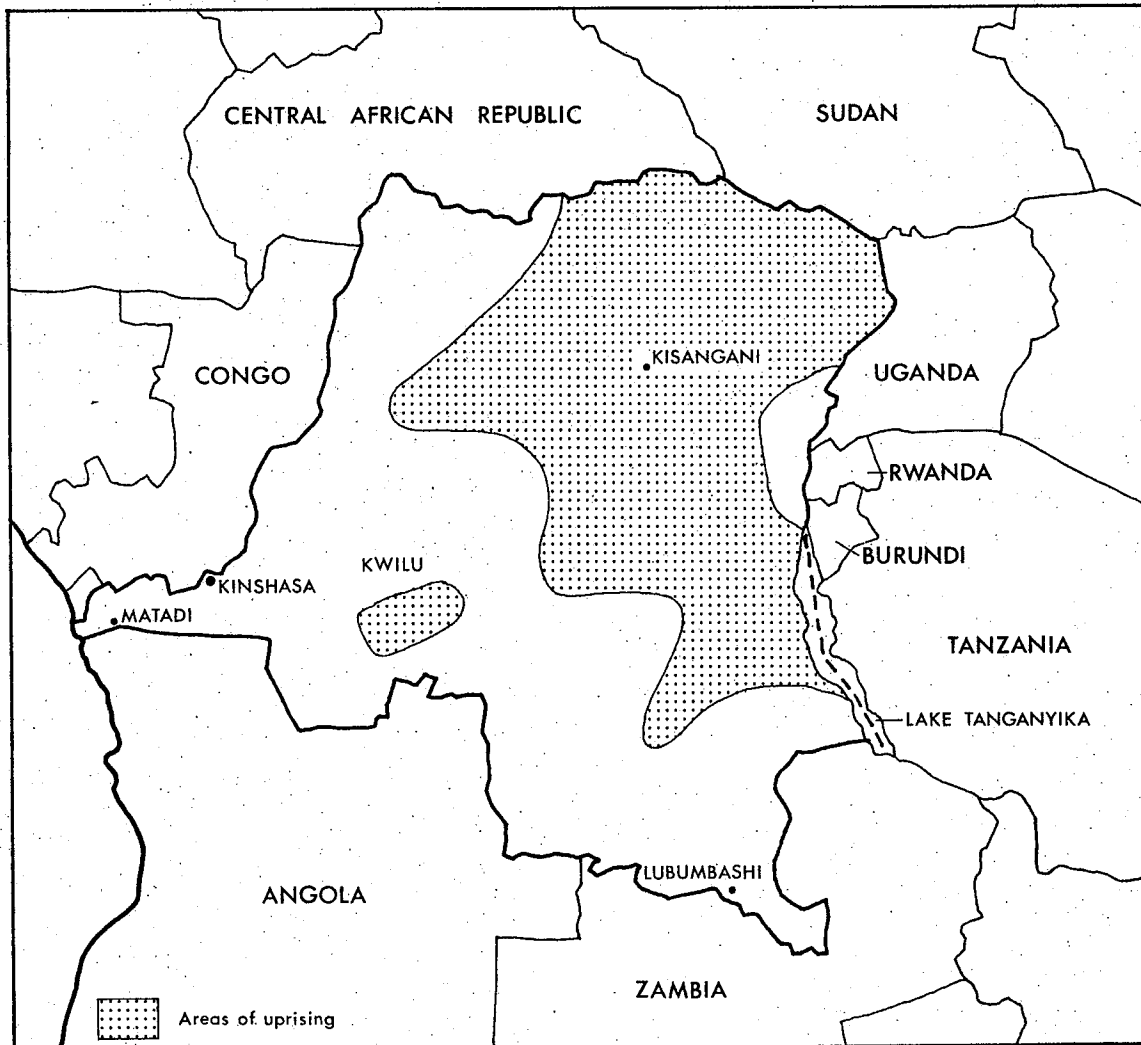 CENTRAL AFRICAN REPUBLIC
SUDAN
KISANGANI
CONGO
UGANDA
RWANDA
BURUNDI
KWILU
KINSHASA
MATADI
TANZANIA
LAKE TANGANYIKA
LUBUMBASHI
ANGOLA
ZAMBIA
Areas of uprising